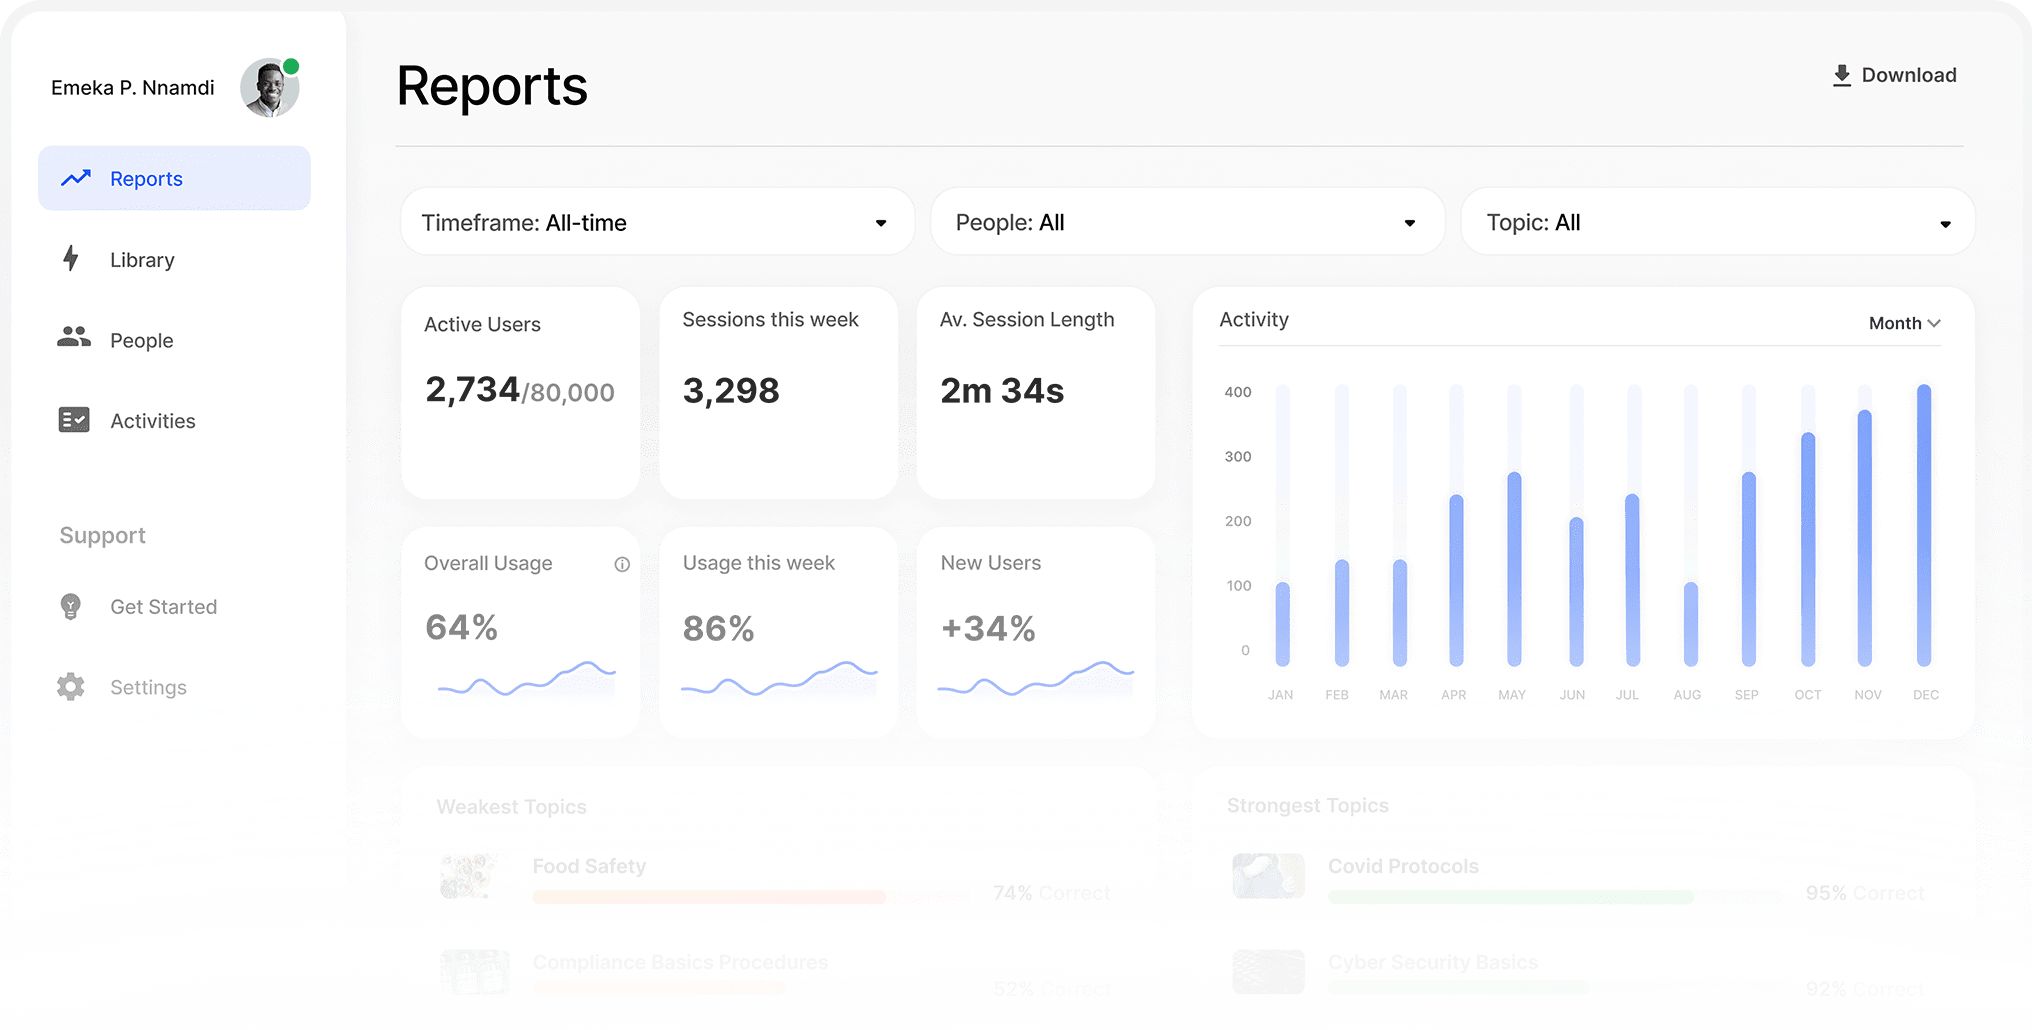 Emeka P. Nnamdi
Reports
Library
People
Activities
Support
Get Started
Settings
Reports
Download
Timeframe: All-time
People: All
Topic: All
Active Users
2,734/80,000
Sessions this week
3,298
Av. Session Length
2m 34s
Overall Usage
64%
Usage this week
86%
New Users
+34%
Activity
Month
400
300
200
100
0
JAN FEB MAR APR MAY JUN JUL AUG SEP OCT NOV DEC
Weakest Topics
Food Safety
74% Correct
Compliance Basics Procedures
52% Correct
Strongest Topics
Covid Protocols
95% Correct
Cyber Security Basics
92% Correct